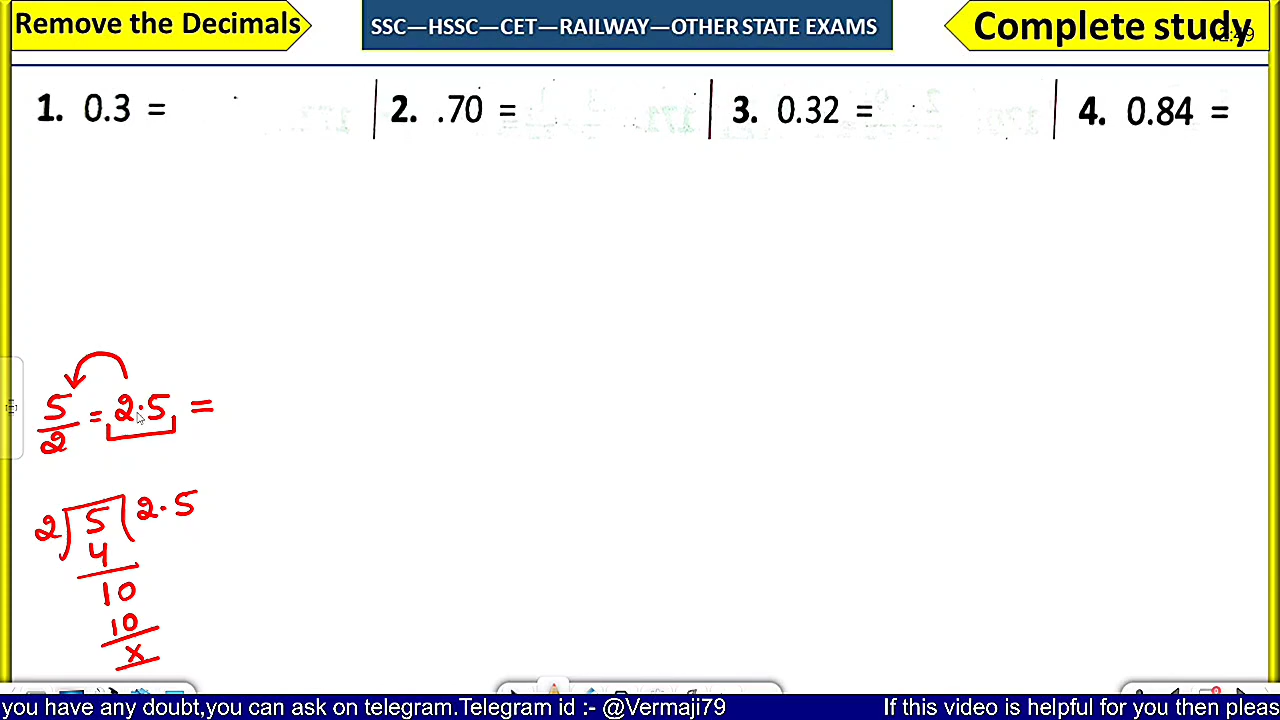 Remove the Decimals
SSC—HSSC—CET—RAILWAY—OTHER STATE EXAMS
Complete study
1. 0.3 =
2. .70 =
3. 0.32 =
4. 0.84 =
5/2 = 2.5 =
2 5 2.5
4
10
10
x
you have any doubt,you can ask on telegram.Telegram id :- @Vermaji79
If this video is helpful for you then pleas